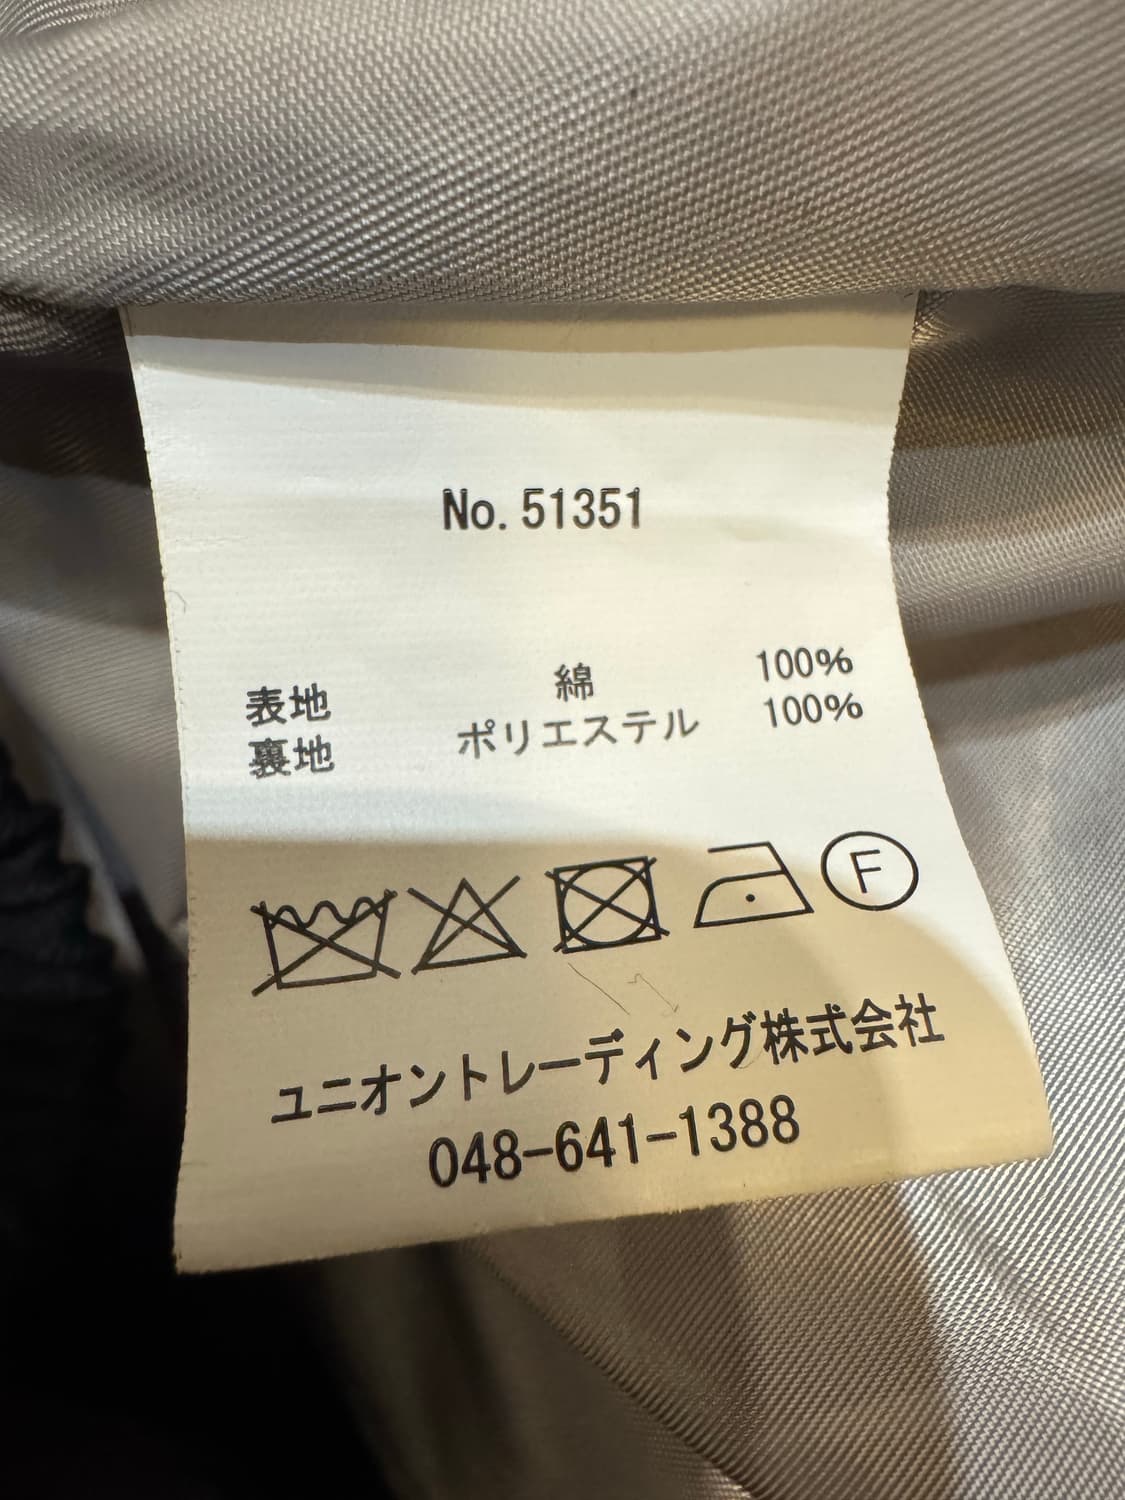 No. 51351
表地 綿 100%
裏地 ポリエステル 100%
F
ユニオントレーディング株式会社
048-641-1388